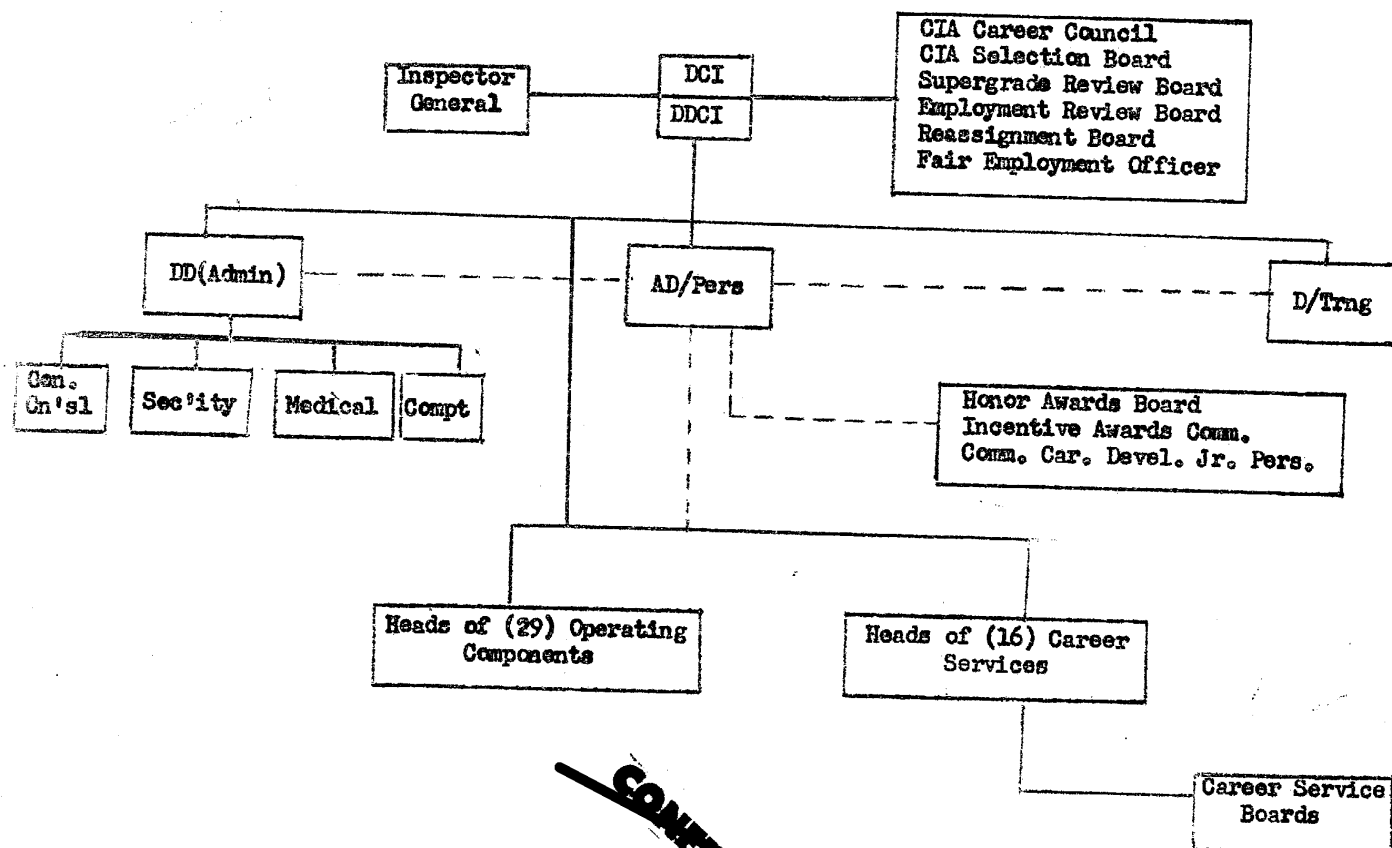 CIA Career Council
CIA Selection Board
Supergrade Review Board
Employment Review Board
Reassignment Board
Fair Employment Officer
Inspector
General
DCI
DDCI
DD(Admin)
AD/Pers
D/Trng
Gen.
Cn'sl
Sec'ity
Medical
Compt
Honor Awards Board
Incentive Awards Comm.
Comm. Car. Devel. Jr. Pers.
Heads of (29) Operating
Components
Heads of (16) Career
Services
Career Service
Boards